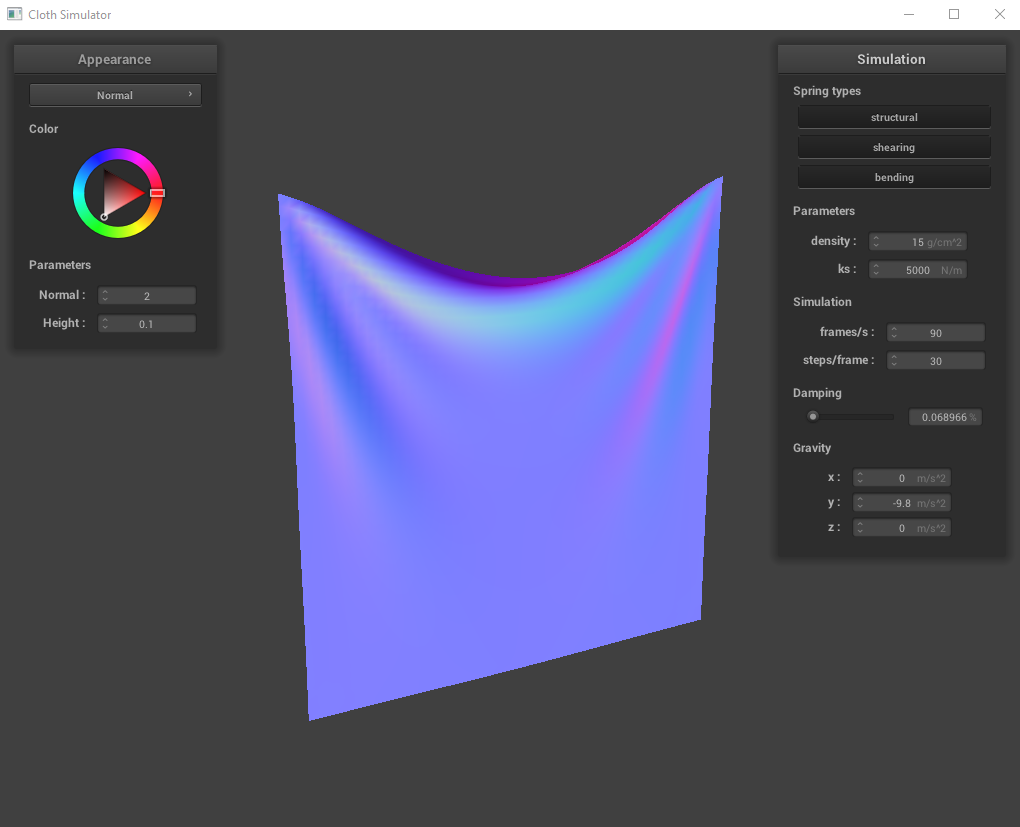 Cloth Simulator
Appearance
Normal
Color
Parameters
Normal : 2
Height : 0.1
Simulation
Spring types
structural
shearing
bending
Parameters
density : 15 g/cm^2
ks : 5000 N/m
Simulation
frames/s : 90
steps/frame : 30
Damping
0.068966 %
Gravity
x : 0 m/s^2
y : -9.8 m/s^2
z : 0 m/s^2